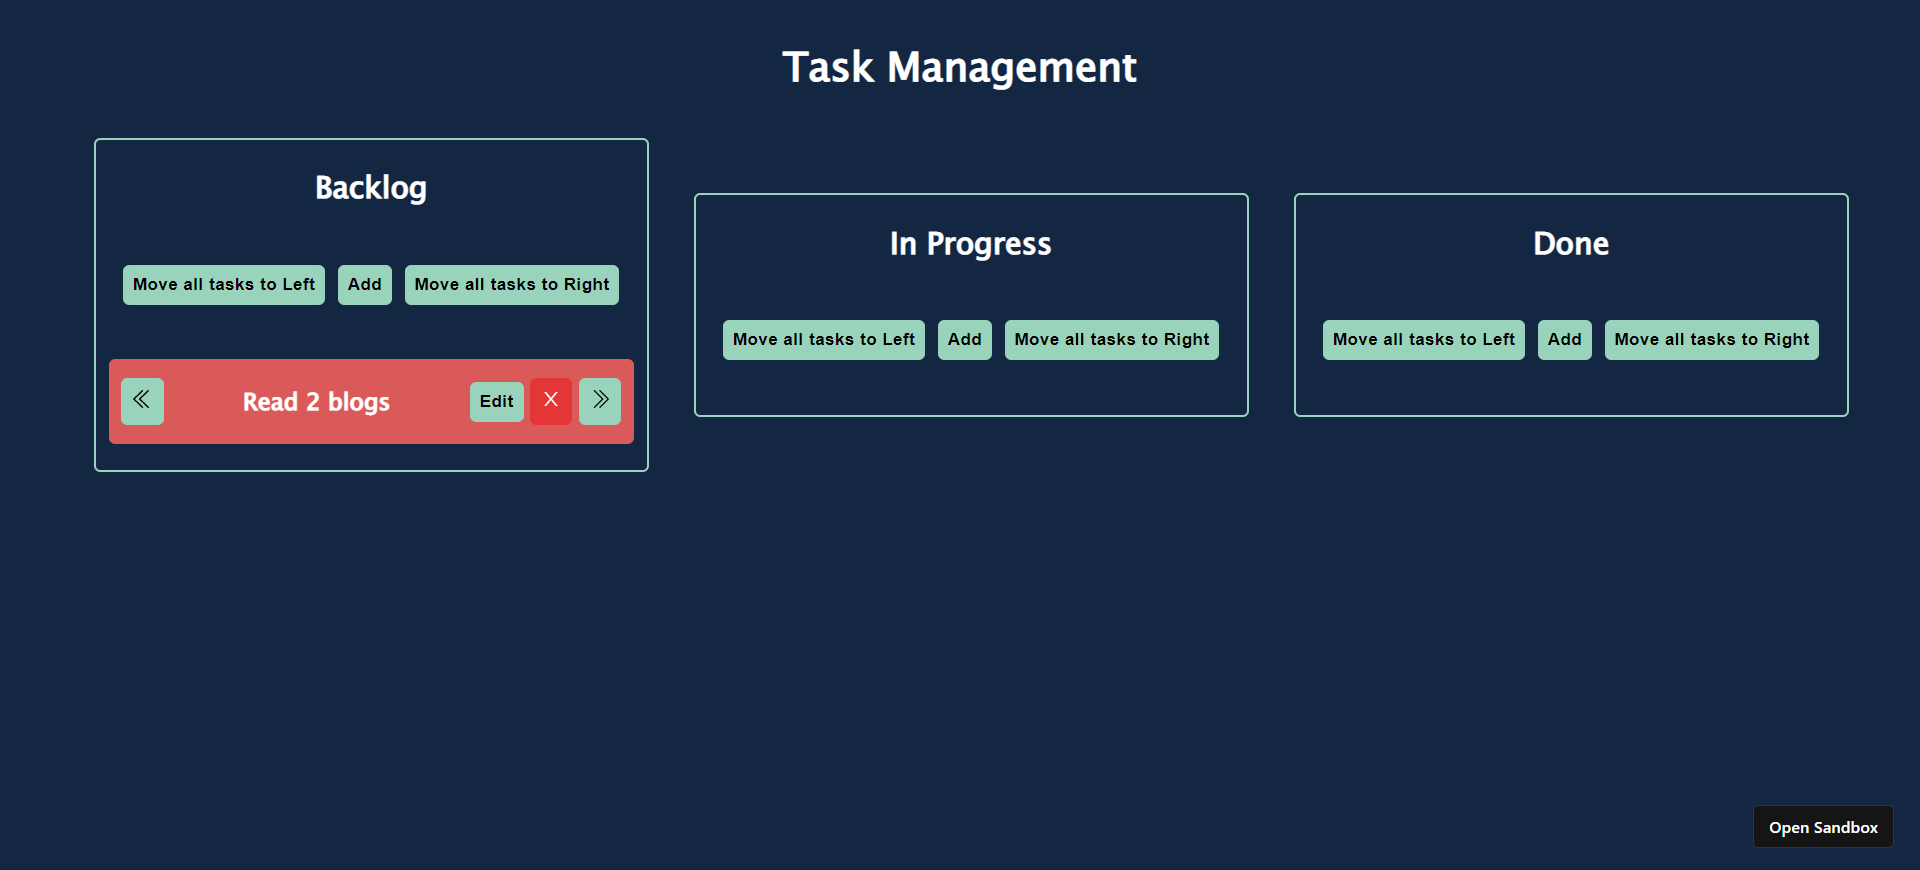 Task Management
Backlog
Move all tasks to Left Add Move all tasks to Right
Read 2 blogs Edit X
In Progress
Move all tasks to Left Add Move all tasks to Right
Done
Move all tasks to Left Add Move all tasks to Right
Open Sandbox